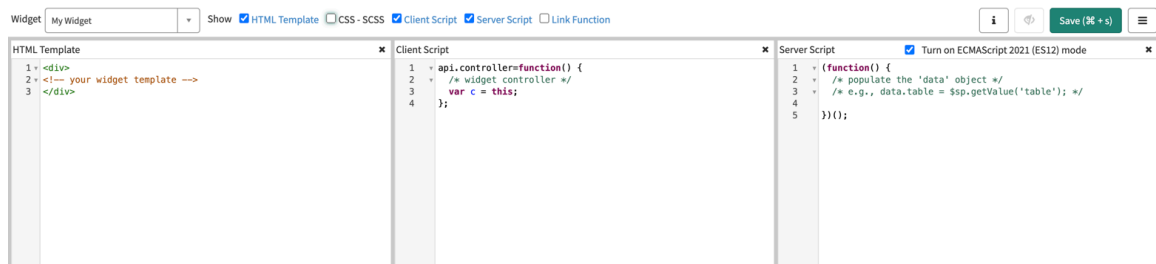 Widget My Widget Show HTML Template CSS - SCSS Client Script Server Script Link Function i Save (⌘ + s)
HTML Template ✖
1 <div>
2 <!-- your widget template -->
3 </div>
Client Script ✖
1 api.controller=function() {
2 /* widget controller */
3 var c = this;
4 };
Server Script Turn on ECMAScript 2021 (ES12) mode ✖
1 (function() {
2 /* populate the 'data' object */
3 /* e.g., data.table = $sp.getValue('table'); */
4
5 })();